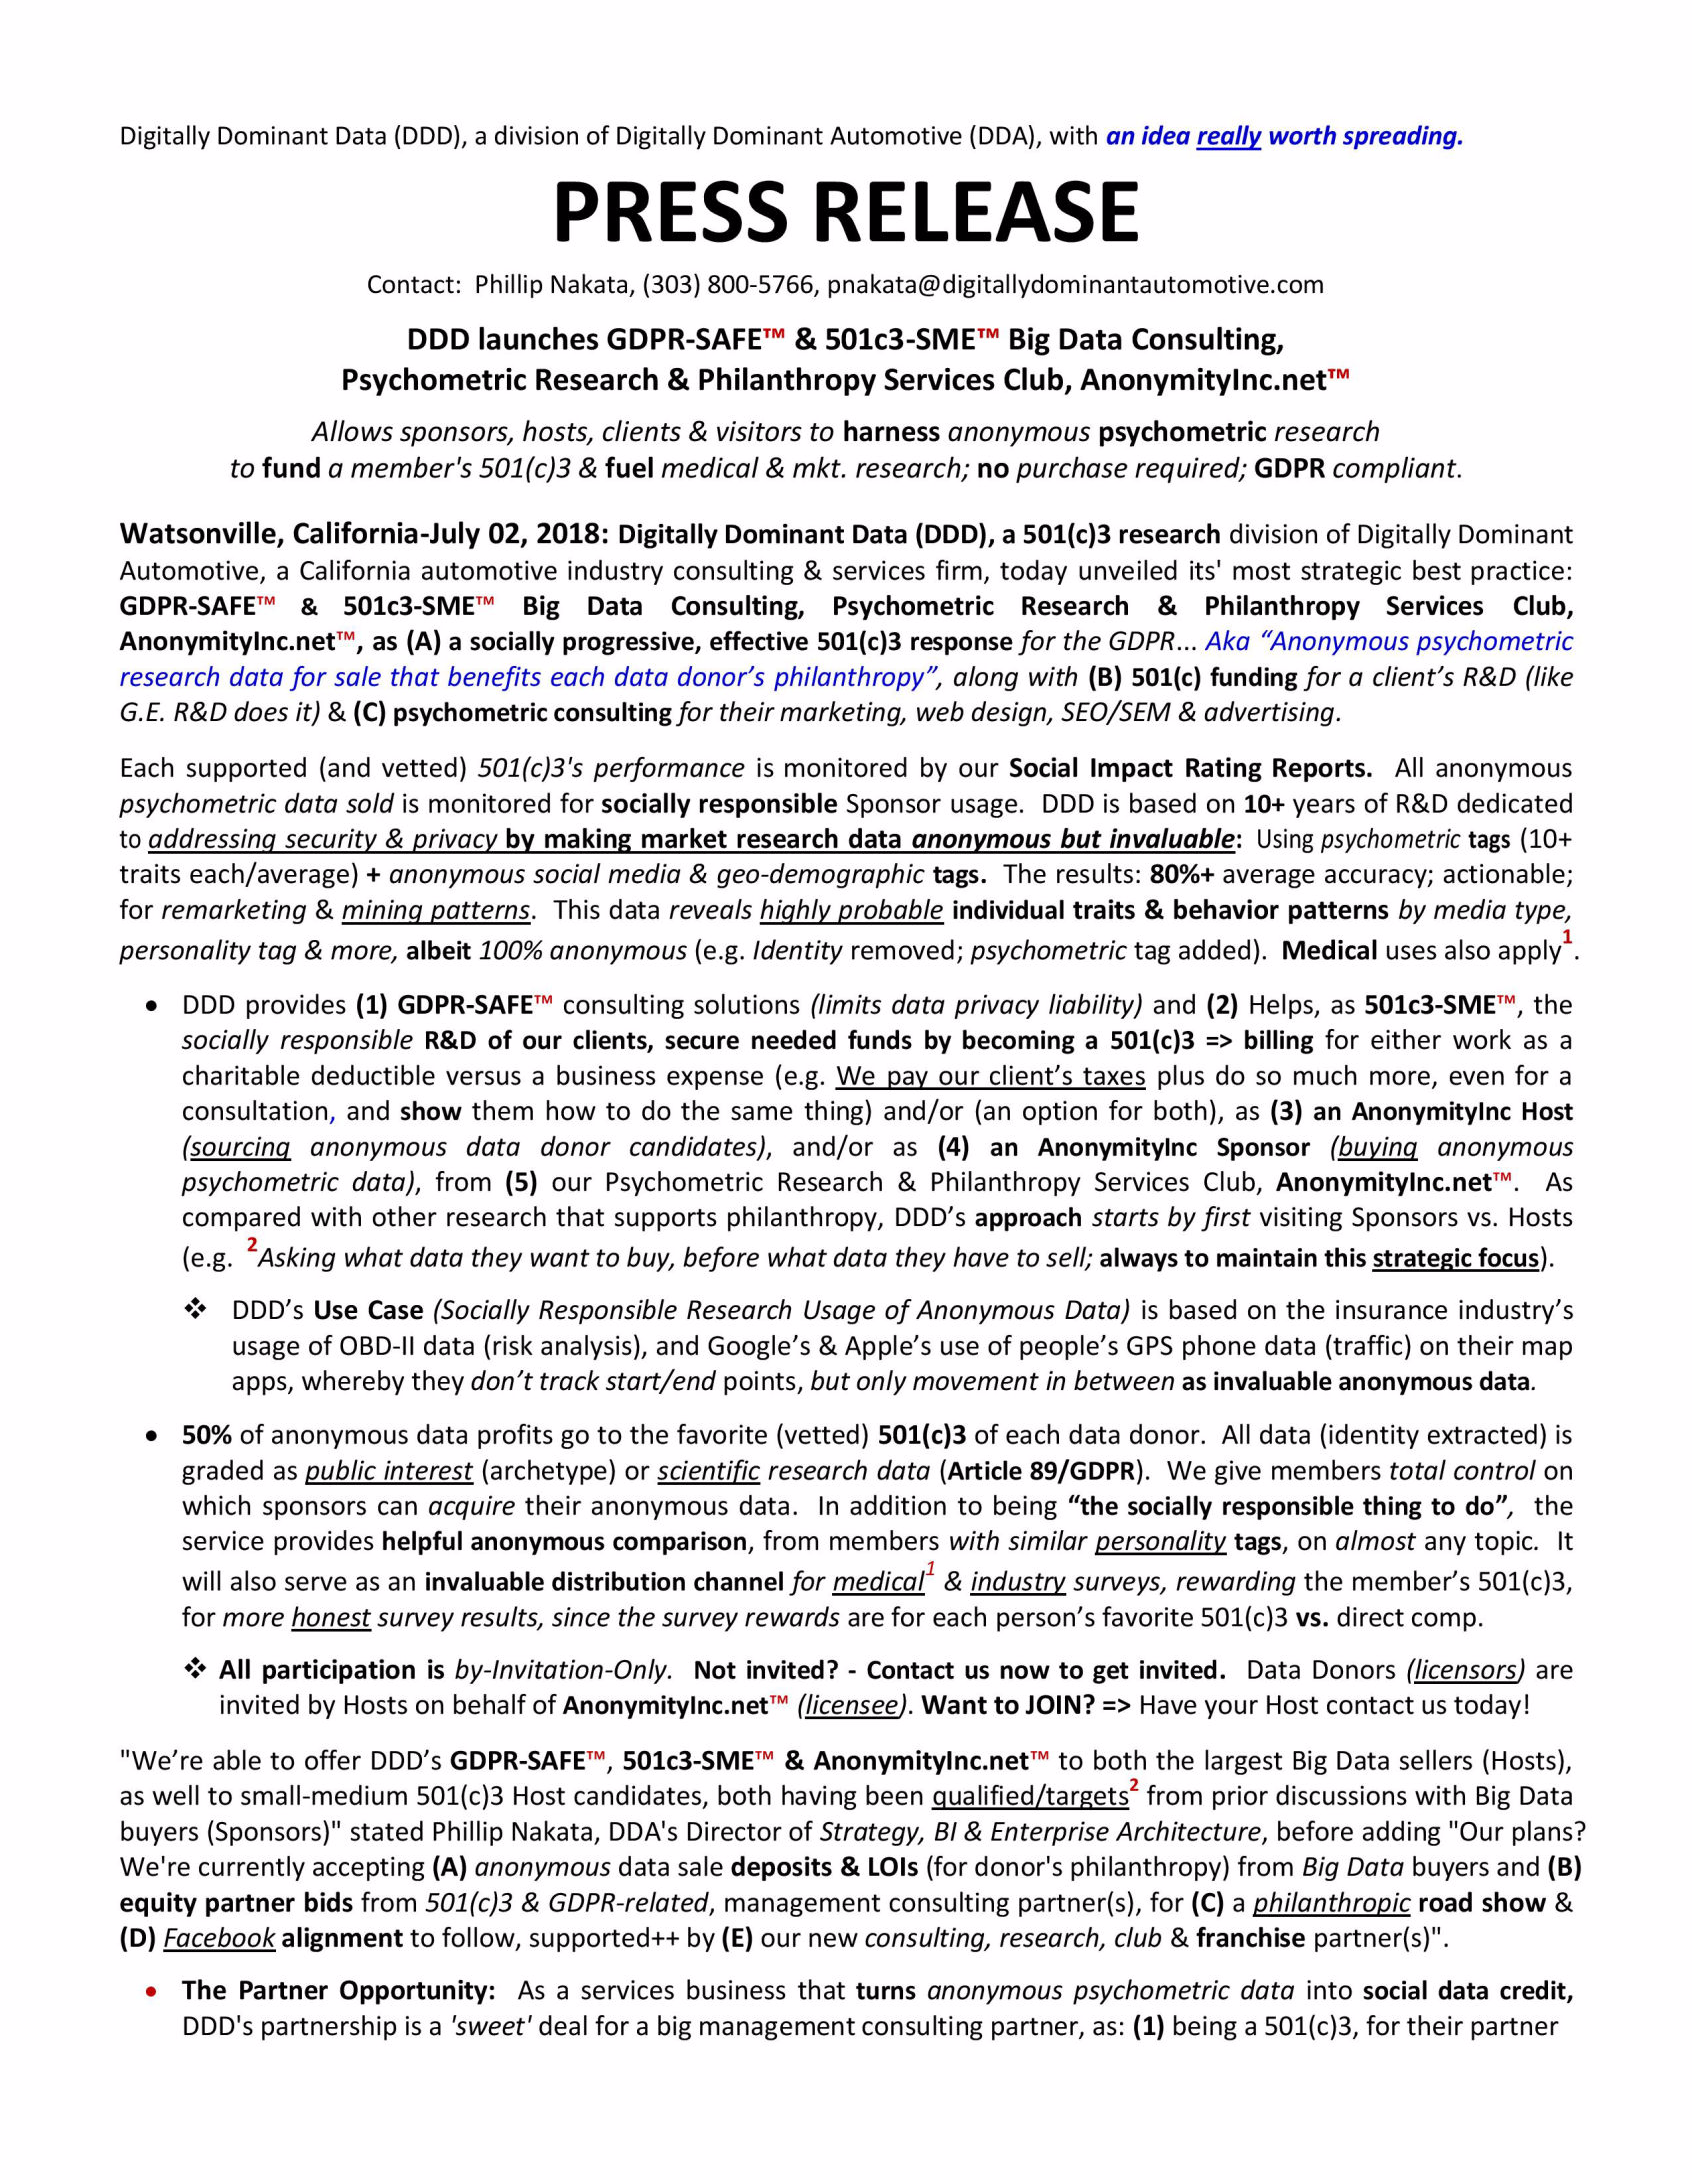 Digitally Dominant Data (DDD), a division of Digitally Dominant Automotive (DDA), with an idea really worth spreading.
PRESS RELEASE
Contact:  Phillip Nakata, (303) 800-5766, pnakata@digitallydominantautomotive.com
DDD launches GDPR-SAFE™ & 501c3-SME™ Big Data Consulting,
Psychometric Research & Philanthropy Services Club, AnonymityInc.net™
Allows sponsors, hosts, clients & visitors to harness anonymous psychometric research
to fund a member's 501(c)3 & fuel medical & mkt. research; no purchase required; GDPR compliant.
Watsonville, California-July 02, 2018: Digitally Dominant Data (DDD), a 501(c)3 research division of Digitally Dominant
Automotive, a California automotive industry consulting & services firm, today unveiled its' most strategic best practice:
GDPR-SAFE™ & 501c3-SME™ Big Data Consulting, Psychometric Research & Philanthropy Services Club,
AnonymityInc.net™, as (A) a socially progressive, effective 501(c)3 response for the GDPR... Aka “Anonymous psychometric
research data for sale that benefits each data donor’s philanthropy”, along with (B) 501(c) funding for a client’s R&D (like
G.E. R&D does it) & (C) psychometric consulting for their marketing, web design, SEO/SEM & advertising.
Each supported (and vetted) 501(c)3's performance is monitored by our Social Impact Rating Reports.  All anonymous
psychometric data sold is monitored for socially responsible Sponsor usage.  DDD is based on 10+ years of R&D dedicated
to addressing security & privacy by making market research data anonymous but invaluable:  Using psychometric tags (10+
traits each/average) + anonymous social media & geo-demographic tags.  The results: 80%+ average accuracy; actionable;
for remarketing & mining patterns.  This data reveals highly probable individual traits & behavior patterns by media type,
personality tag & more, albeit 100% anonymous (e.g. Identity removed; psychometric tag added).  Medical uses also apply1.
• DDD provides (1) GDPR-SAFE™ consulting solutions (limits data privacy liability) and (2) Helps, as 501c3-SME™, the
socially responsible R&D of our clients, secure needed funds by becoming a 501(c)3 => billing for either work as a
charitable deductible versus a business expense (e.g. We pay our client’s taxes plus do so much more, even for a
consultation, and show them how to do the same thing) and/or (an option for both), as (3) an AnonymityInc Host
(sourcing anonymous data donor candidates), and/or as (4) an AnonymityInc Sponsor (buying anonymous
psychometric data), from (5) our Psychometric Research & Philanthropy Services Club, AnonymityInc.net™.  As
compared with other research that supports philanthropy, DDD’s approach starts by first visiting Sponsors vs. Hosts
(e.g. 2Asking what data they want to buy, before what data they have to sell; always to maintain this strategic focus).
❖ DDD’s Use Case (Socially Responsible Research Usage of Anonymous Data) is based on the insurance industry’s
usage of OBD-II data (risk analysis), and Google’s & Apple’s use of people’s GPS phone data (traffic) on their map
apps, whereby they don’t track start/end points, but only movement in between as invaluable anonymous data.
• 50% of anonymous data profits go to the favorite (vetted) 501(c)3 of each data donor.  All data (identity extracted) is
graded as public interest (archetype) or scientific research data (Article 89/GDPR).  We give members total control on
which sponsors can acquire their anonymous data.  In addition to being “the socially responsible thing to do”,  the
service provides helpful anonymous comparison, from members with similar personality tags, on almost any topic.  It
will also serve as an invaluable distribution channel for medical1 & industry surveys, rewarding the member’s 501(c)3,
for more honest survey results, since the survey rewards are for each person’s favorite 501(c)3 vs. direct comp.
❖ All participation is by-Invitation-Only.  Not invited? - Contact us now to get invited.  Data Donors (licensors) are
invited by Hosts on behalf of AnonymityInc.net™ (licensee). Want to JOIN? => Have your Host contact us today!
"We’re able to offer DDD’s GDPR-SAFE™, 501c3-SME™ & AnonymityInc.net™ to both the largest Big Data sellers (Hosts),
as well to small-medium 501(c)3 Host candidates, both having been qualified/targets2 from prior discussions with Big Data
buyers (Sponsors)" stated Phillip Nakata, DDA's Director of Strategy, BI & Enterprise Architecture, before adding "Our plans?
We're currently accepting (A) anonymous data sale deposits & LOIs (for donor's philanthropy) from Big Data buyers and (B)
equity partner bids from 501(c)3 & GDPR-related, management consulting partner(s), for (C) a philanthropic road show &
(D) Facebook alignment to follow, supported++ by (E) our new consulting, research, club & franchise partner(s)".
• The Partner Opportunity:  As a services business that turns anonymous psychometric data into social data credit,
DDD's partnership is a 'sweet' deal for a big management consulting partner, as: (1) being a 501(c)3, for their partner